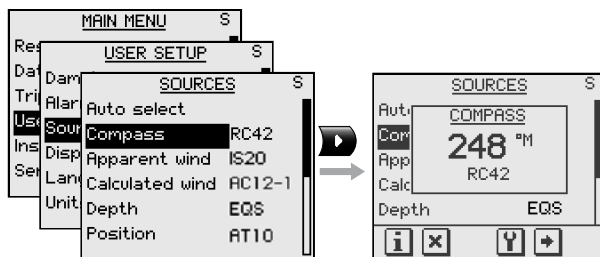 MAIN MENU S
USER SETUP S
SOURCES S
Auto select
Compass RC42
Apparent wind IS20
Calculated wind AC12-1
Depth EQS
Position AT10
SOURCES S
COMPASS
248 °M
RC42
Depth EQS